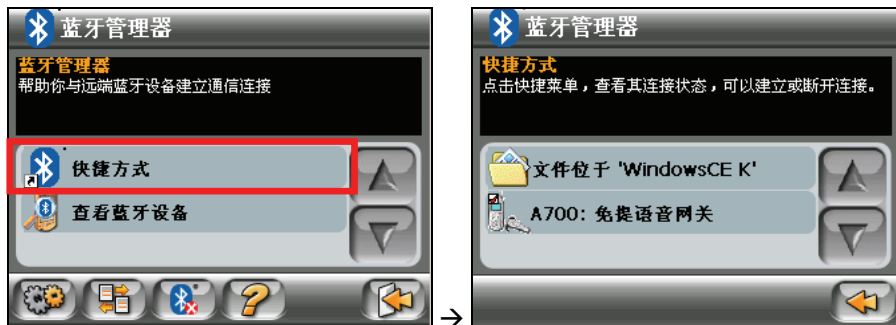 蓝牙管理器
蓝牙管理器
帮助你与远端蓝牙设备建立通信连接
快捷方式
查看蓝牙设备
→
蓝牙管理器
快捷方式
点击快捷菜单，查看其连接状态，可以建立或断开连接。
文件位于 'WindowsCE K'
A700: 免提语音网关